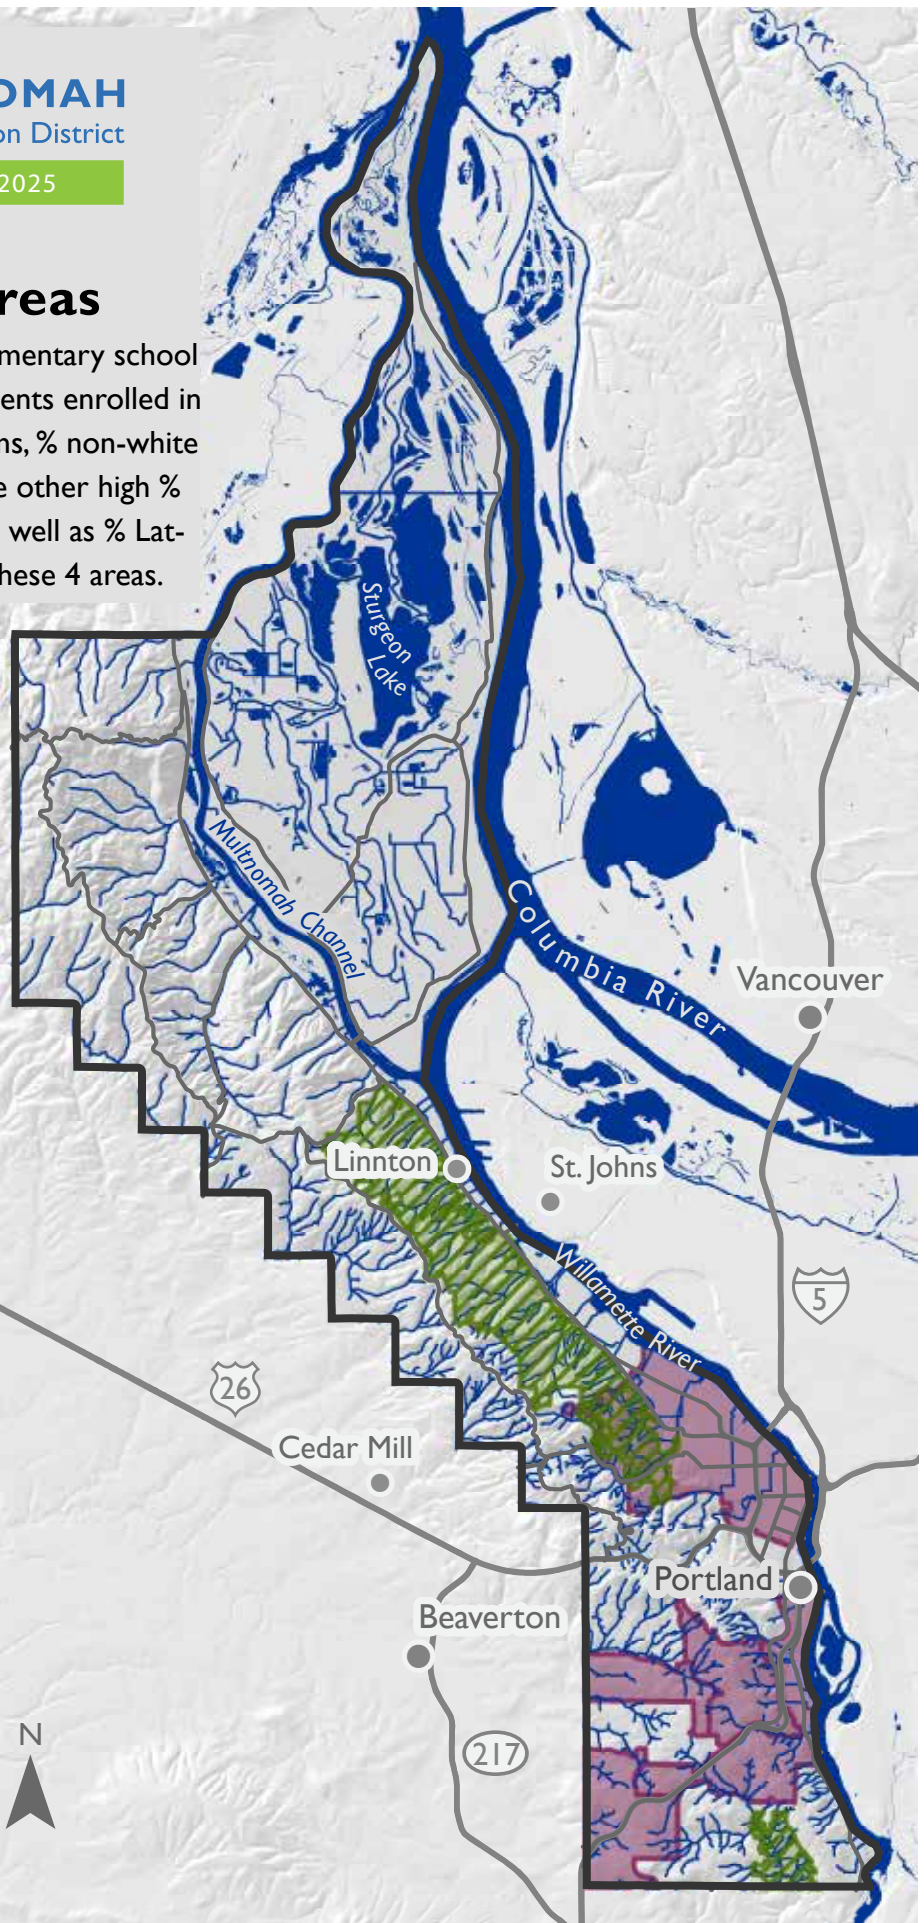 OMAH
on District
2025
reas
mentary school
ents enrolled in
ns, % non-white
e other high %
well as % Lat-
hese 4 areas.
Sturgeon
Lake
Multnomah Channel
Columbia River
Vancouver
Linnton
St. Johns
Willamette River
5
26
Cedar Mill
Portland
Beaverton
N
217